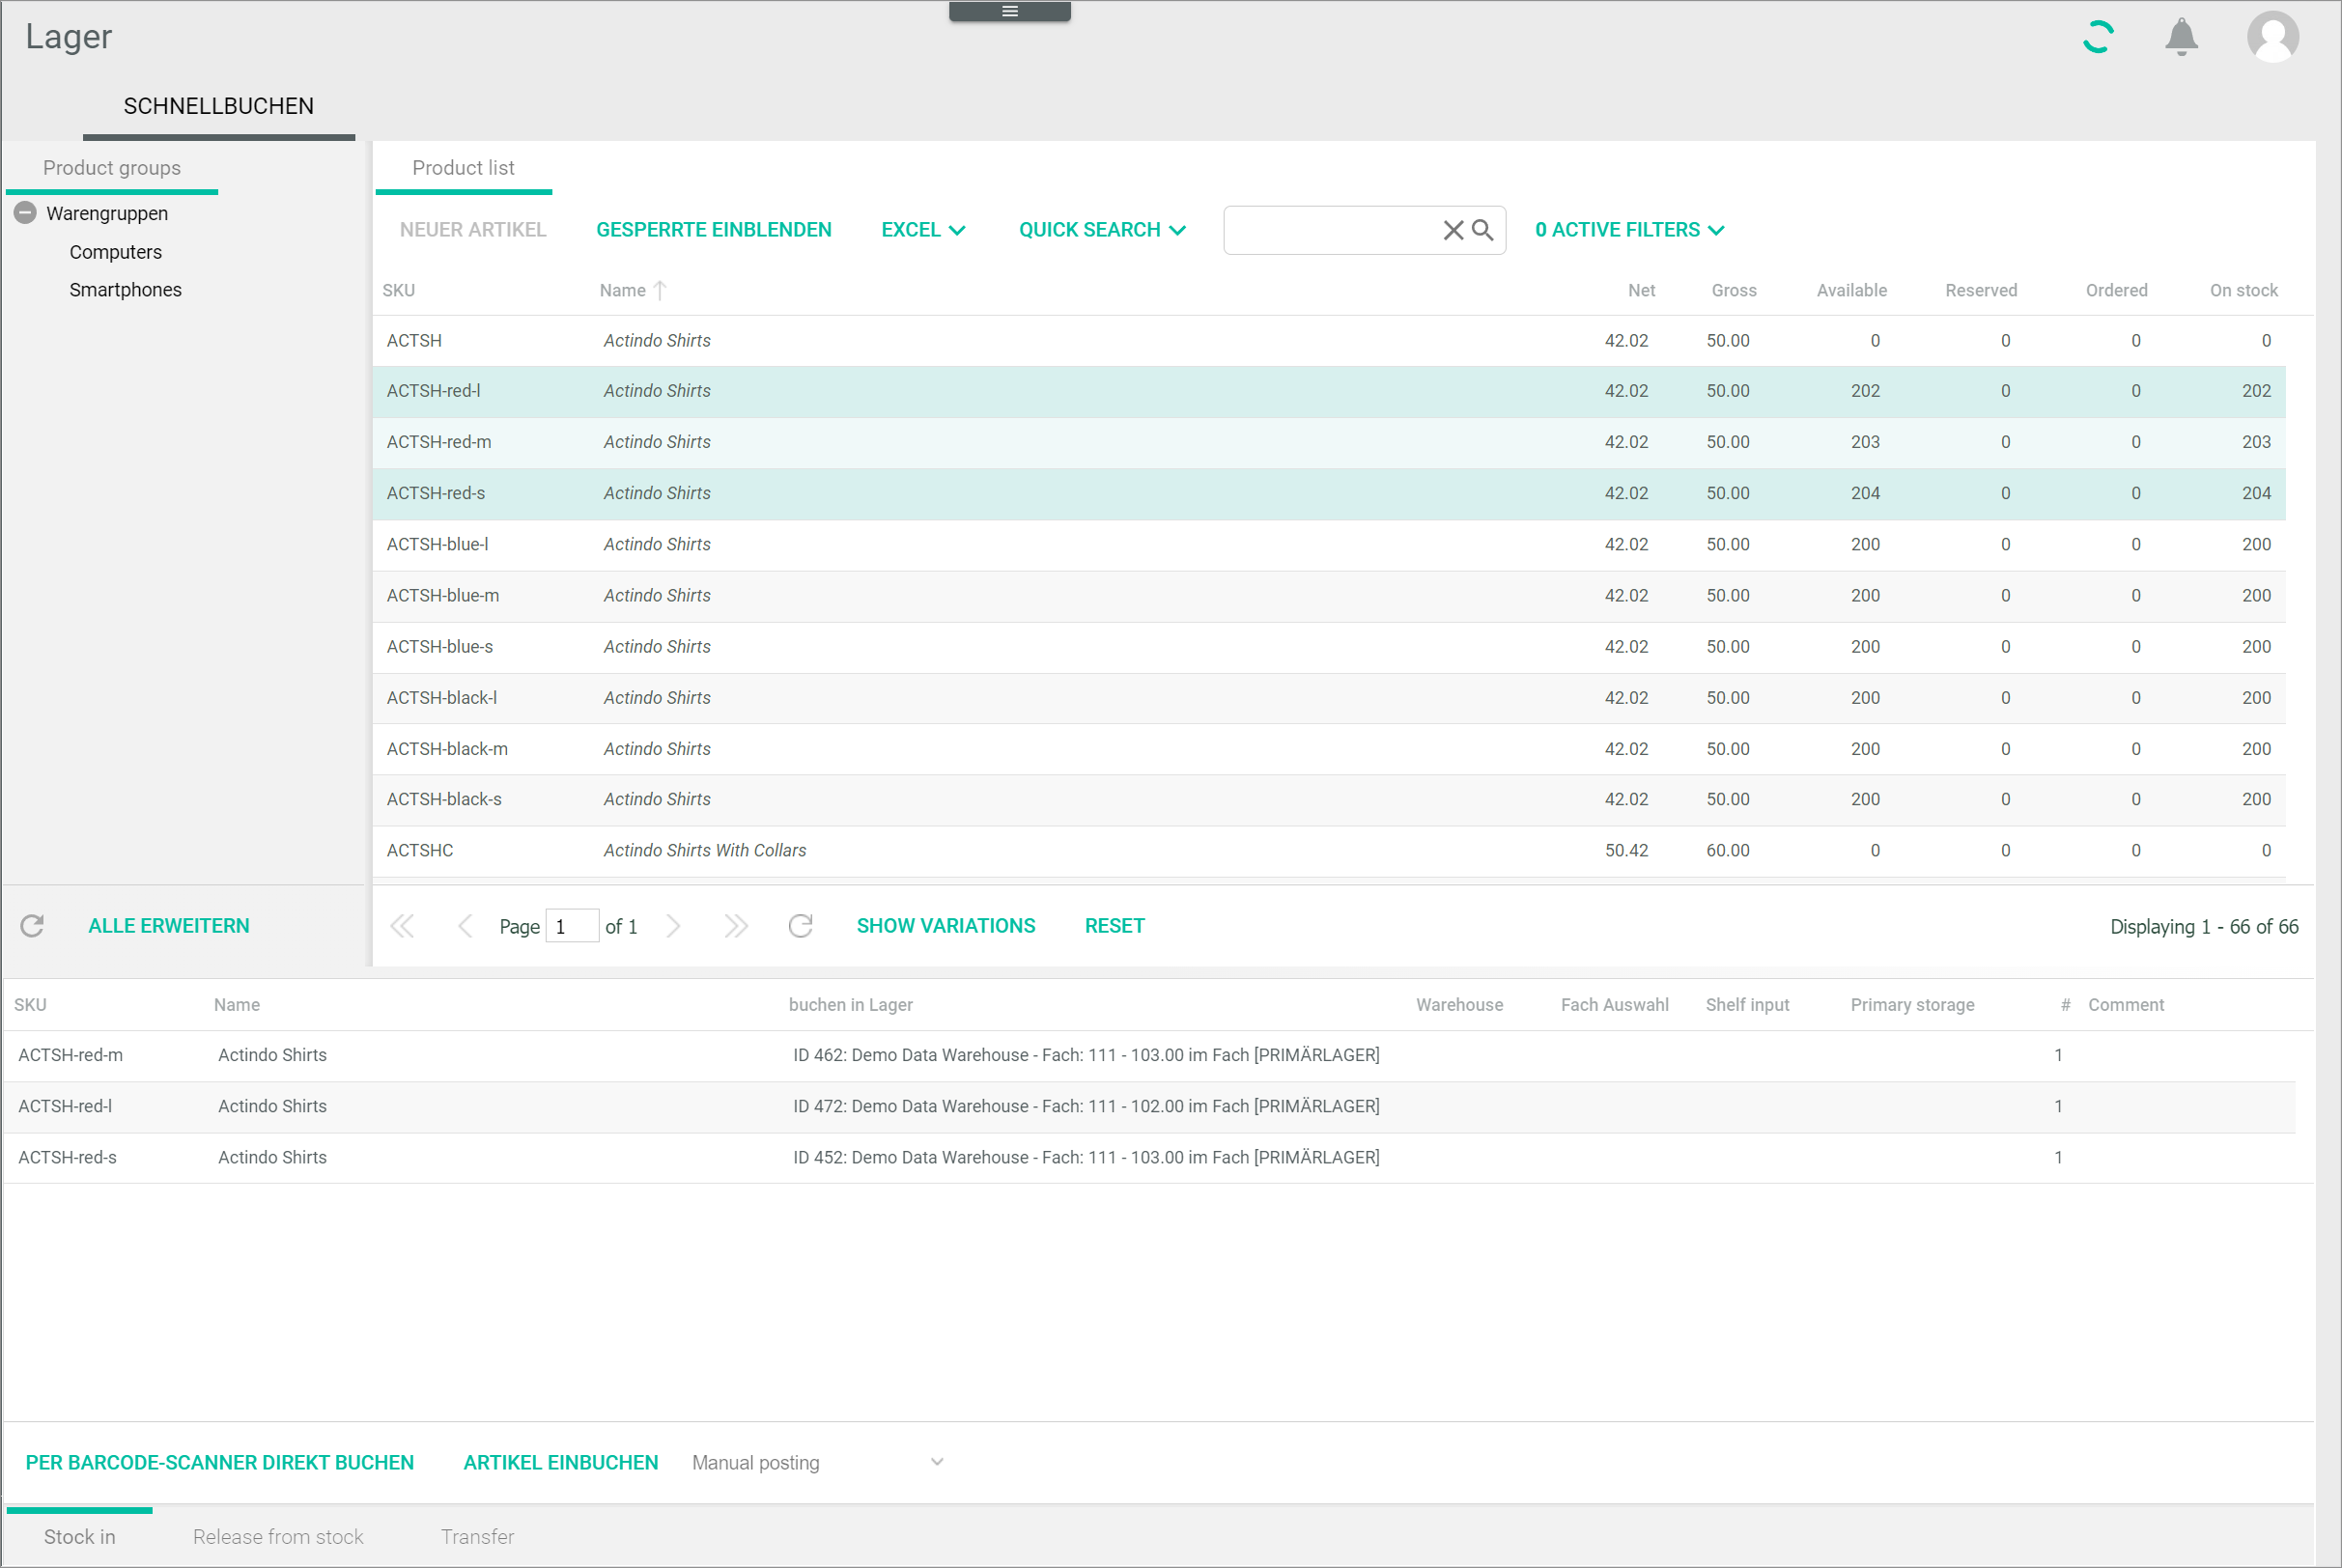 Lager
SCHNELLBUCHEN
Product groups
Warengruppen
Computers
Smartphones
ALLE ERWEITERN
Product list
NEUER ARTIKEL GESPERRTE EINBLENDEN EXCEL QUICK SEARCH 0 ACTIVE FILTERS
SKU Name Net Gross Available Reserved Ordered On stock
ACTSH Actindo Shirts 42.02 50.00 0 0 0 0
ACTSH-red-l Actindo Shirts 42.02 50.00 202 0 0 202
ACTSH-red-m Actindo Shirts 42.02 50.00 203 0 0 203
ACTSH-red-s Actindo Shirts 42.02 50.00 204 0 0 204
ACTSH-blue-l Actindo Shirts 42.02 50.00 200 0 0 200
ACTSH-blue-m Actindo Shirts 42.02 50.00 200 0 0 200
ACTSH-blue-s Actindo Shirts 42.02 50.00 200 0 0 200
ACTSH-black-l Actindo Shirts 42.02 50.00 200 0 0 200
ACTSH-black-m Actindo Shirts 42.02 50.00 200 0 0 200
ACTSH-black-s Actindo Shirts 42.02 50.00 200 0 0 200
ACTSHC Actindo Shirts With Collars 50.42 60.00 0 0 0 0
Page 1 of 1 SHOW VARIATIONS RESET Displaying 1 - 66 of 66
SKU Name buchen in Lager Warehouse Fach Auswahl Shelf input Primary storage # Comment
ACTSH-red-m Actindo Shirts ID 462: Demo Data Warehouse - Fach: 111 - 103.00 im Fach [PRIMÄRLAGER] 1
ACTSH-red-l Actindo Shirts ID 472: Demo Data Warehouse - Fach: 111 - 102.00 im Fach [PRIMÄRLAGER] 1
ACTSH-red-s Actindo Shirts ID 452: Demo Data Warehouse - Fach: 111 - 103.00 im Fach [PRIMÄRLAGER] 1
PER BARCODE-SCANNER DIREKT BUCHEN ARTIKEL EINBUCHEN Manual posting
Stock in Release from stock Transfer